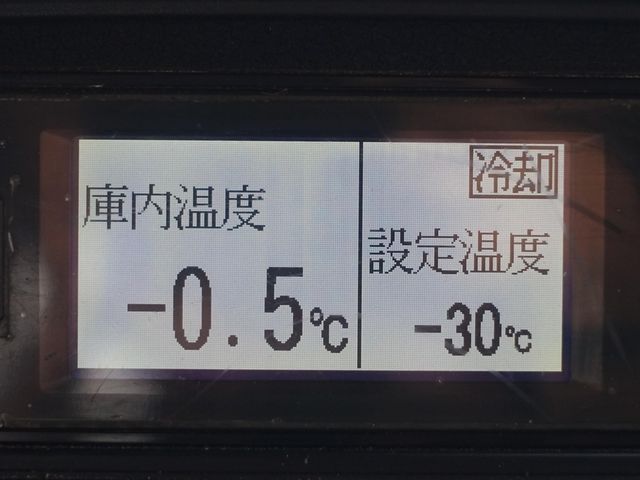 庫内温度
-0.5℃
冷却
設定温度
-30℃